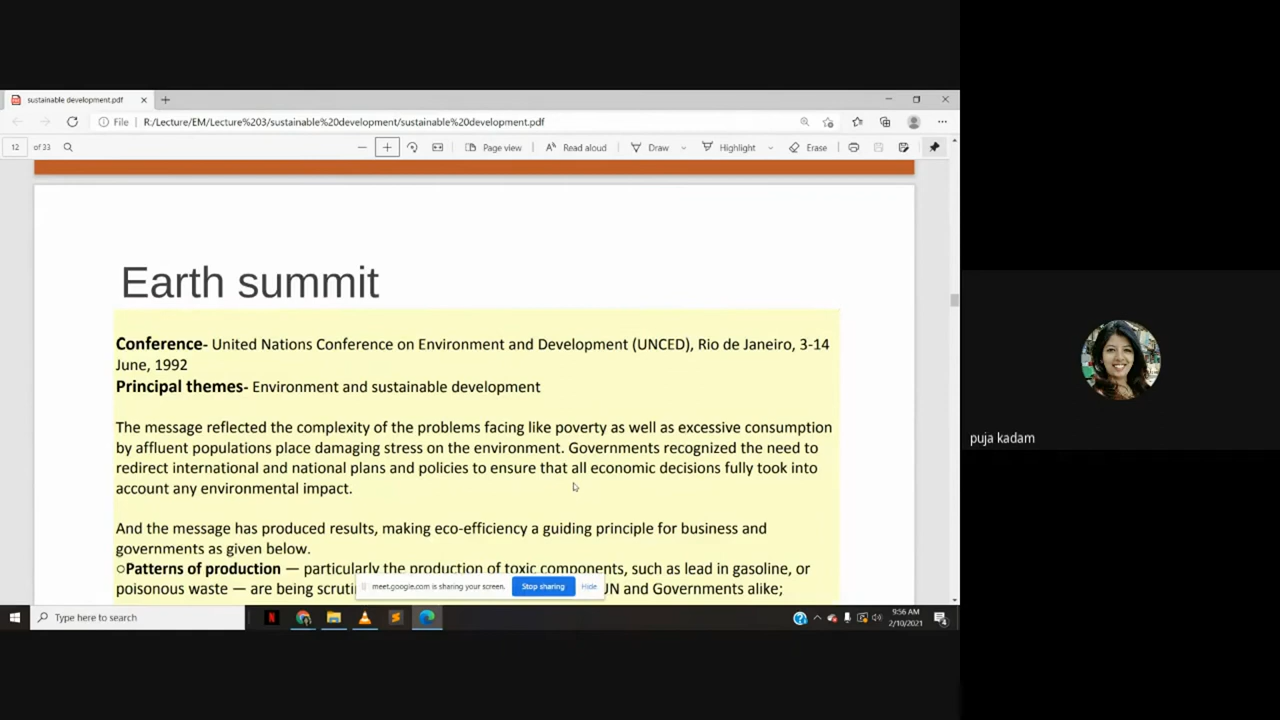 sustainable development.pdf
File R:/Lecture/EM/Lecture%203/sustainable%20development/sustainable%20development.pdf
12 of 33 Page view Read aloud Draw Highlight Erase
Earth summit
Conference- United Nations Conference on Environment and Development (UNCED), Rio de Janeiro, 3-14
June, 1992
Principal themes- Environment and sustainable development
The message reflected the complexity of the problems facing like poverty as well as excessive consumption
by affluent populations place damaging stress on the environment. Governments recognized the need to
redirect international and national plans and policies to ensure that all economic decisions fully took into
account any environmental impact.
And the message has produced results, making eco-efficiency a guiding principle for business and
governments as given below.
○Patterns of production — particularly the production of toxic components, such as lead in gasoline, or
poisonous waste — are being scruti UN and Governments alike;
meet.google.com is sharing your screen. Stop sharing Hide
puja kadam
Type here to search
9:56 AM
2/10/2021
4